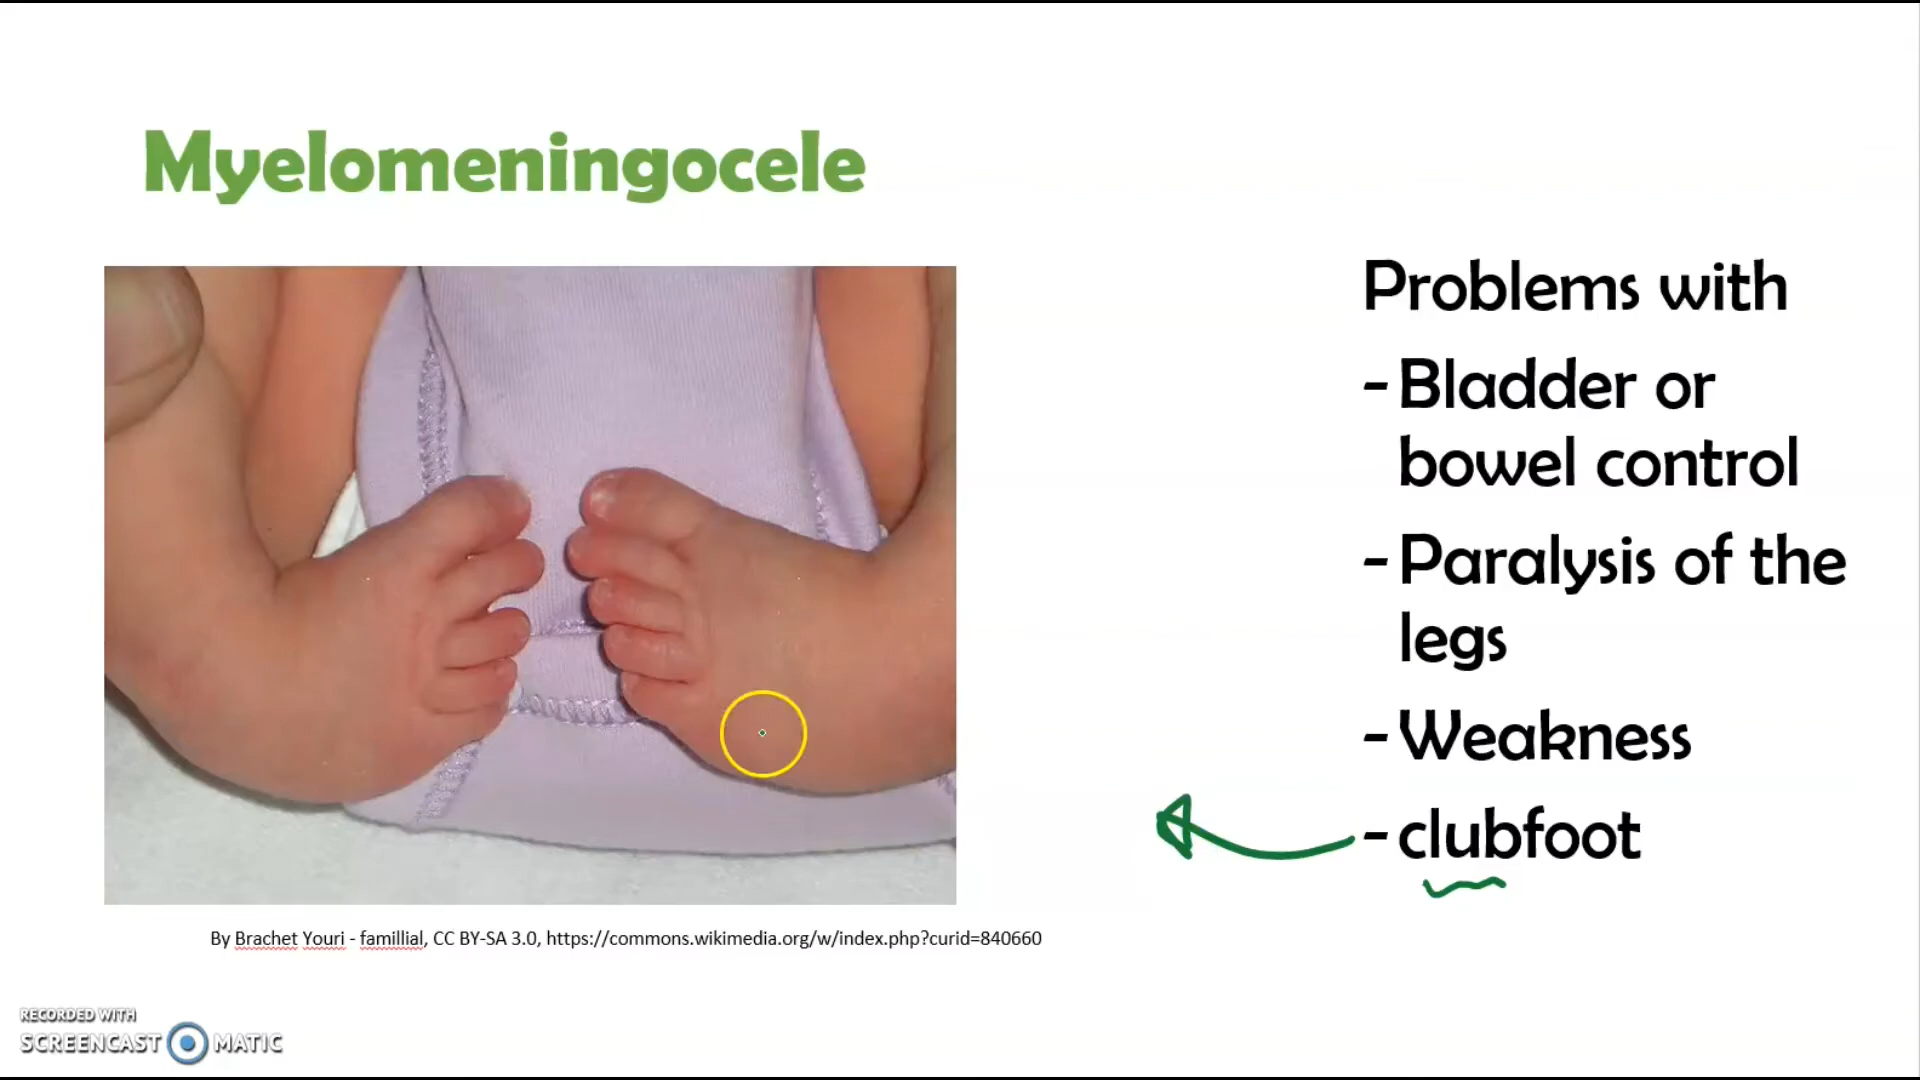 Myelomeningocele
Problems with
- Bladder or
bowel control
- Paralysis of the
legs
- Weakness
- clubfoot
By Brachet Youri - famillial, CC BY-SA 3.0, https://commons.wikimedia.org/w/index.php?curid=840660
RECORDED WITH
SCREENCAST MATIC